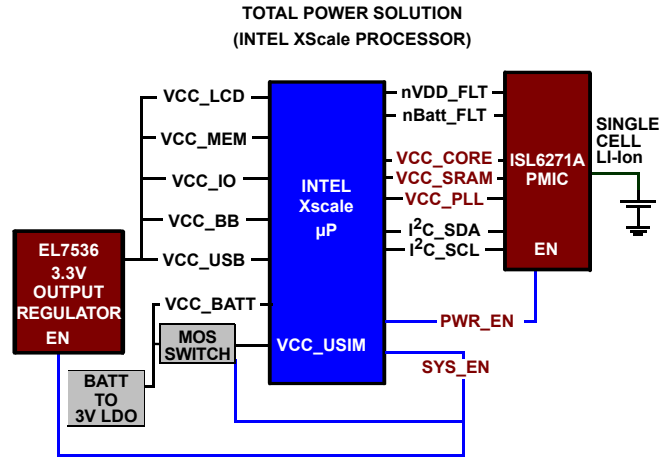 TOTAL POWER SOLUTION
(INTEL XScale PROCESSOR)
VCC_LCD
VCC_MEM
VCC_IO
VCC_BB
VCC_USB
VCC_BATT
EL7536
3.3V
OUTPUT
REGULATOR
EN
MOS
SWITCH
BATT
TO
3V LDO
INTEL
Xscale
µP
VCC_USIM
nVDD_FLT
nBatt_FLT
VCC_CORE
VCC_SRAM
VCC_PLL
I²C_SDA
I²C_SCL
PWR_EN
SYS_EN
ISL6271A
PMIC
EN
SINGLE
CELL
LI-Ion